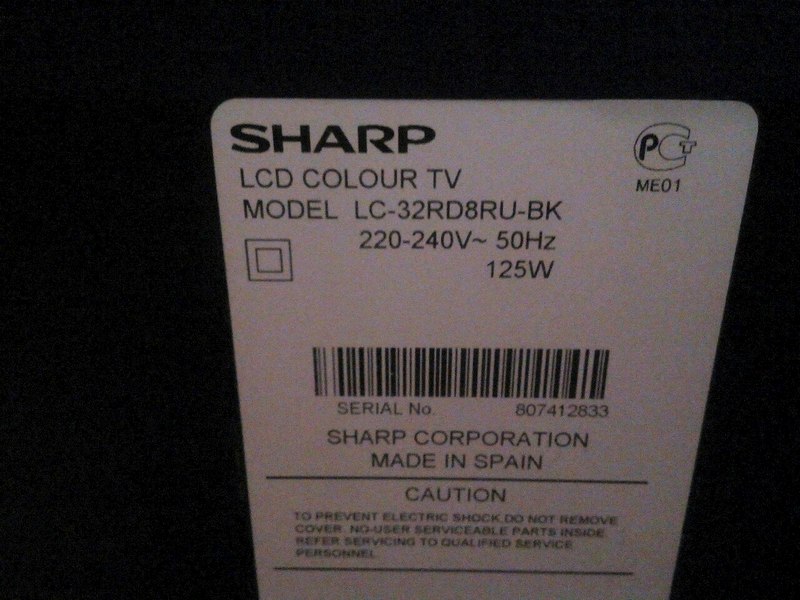 SHARP
LCD COLOUR TV
MODEL LC-32RD8RU-BK
220-240V~ 50Hz
125W
PCT
ME01
SERIAL No. 807412833
SHARP CORPORATION
MADE IN SPAIN
CAUTION
TO PREVENT ELECTRIC SHOCK,DO NOT REMOVE
COVER. NO-USER SERVICEABLE PARTS INSIDE
REFER SERVICING TO QUALIFIED SERVICE
PERSONNEL